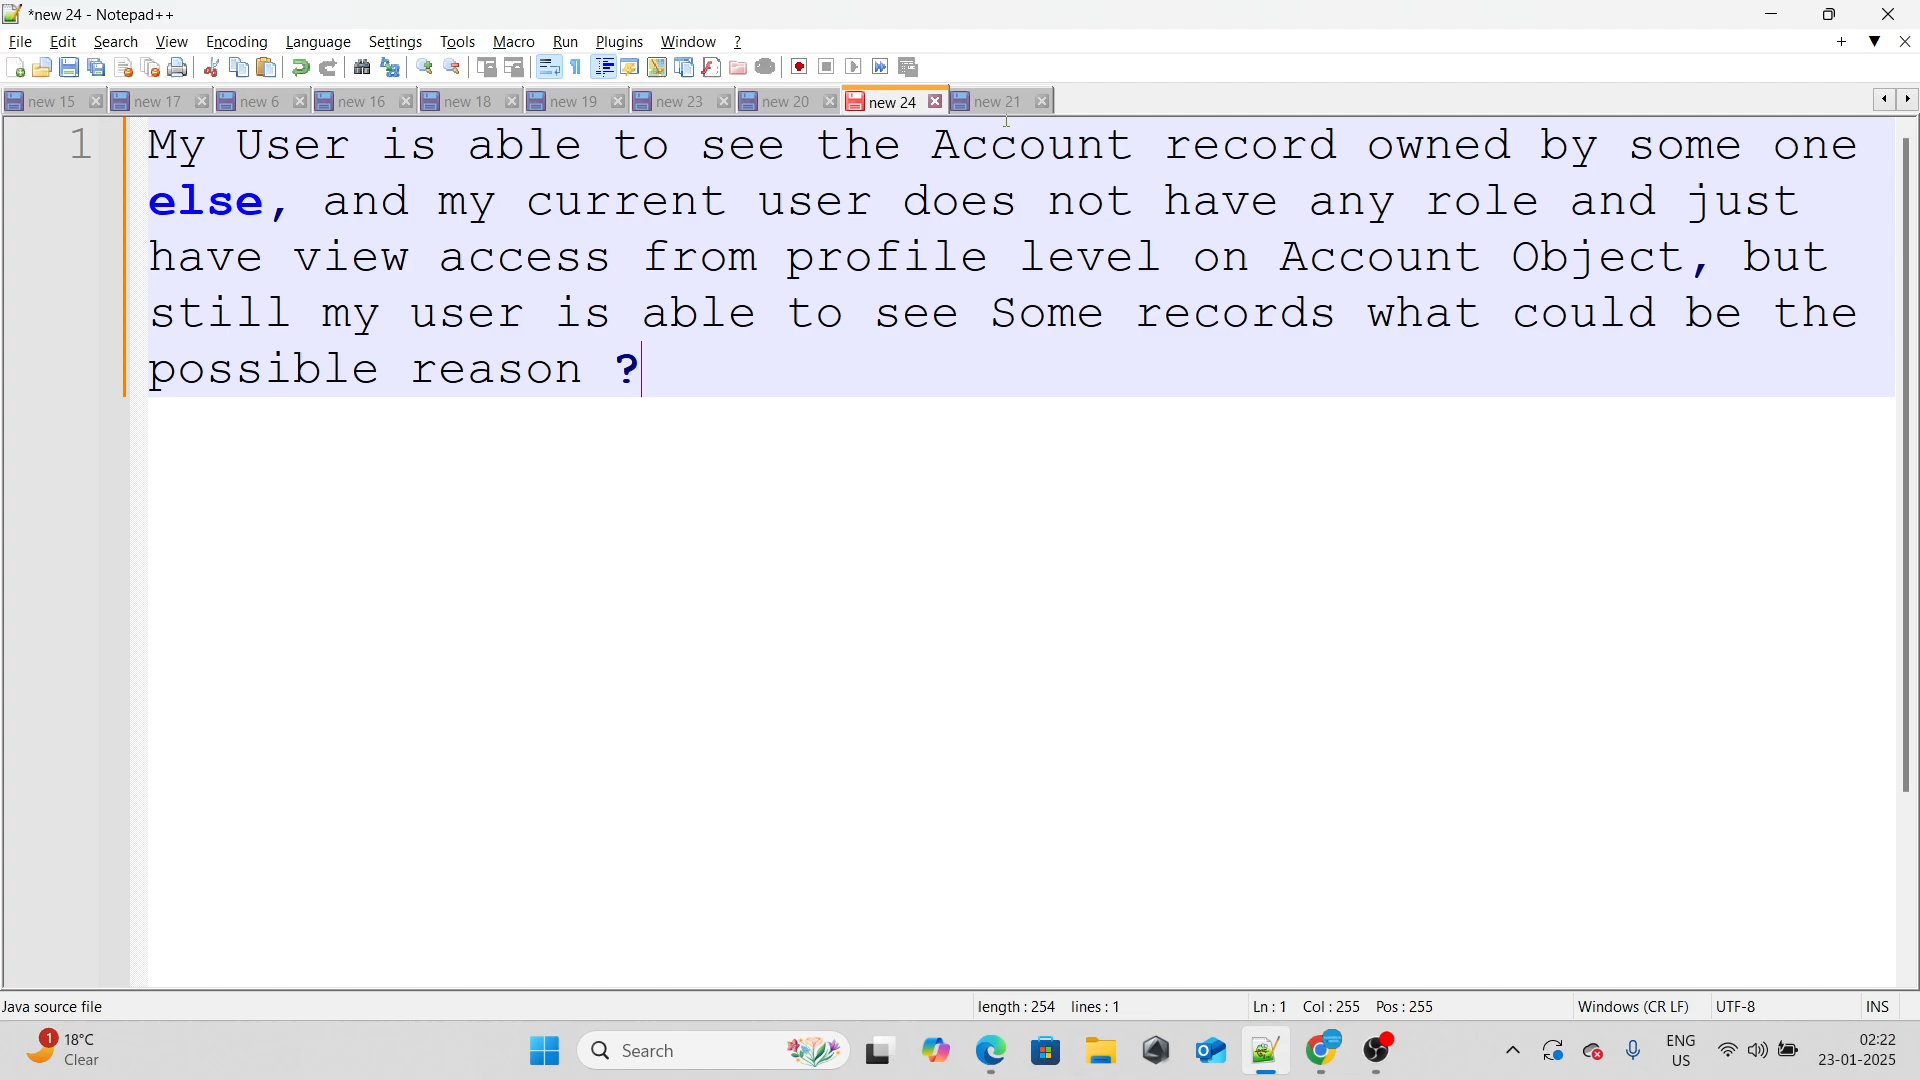 *new 24 - Notepad++
File Edit Search View Encoding Language Settings Tools Macro Run Plugins Window ?
new 15 new 17 new 6 new 16 new 18 new 19 new 23 new 20 new 24 new 21
1 My User is able to see the Account record owned by some one
else, and my current user does not have any role and just
have view access from profile level on Account Object, but
still my user is able to see Some records what could be the
possible reason ?
Java source file length : 254 lines : 1 Ln : 1 Col : 255 Pos : 255 Windows (CR LF) UTF-8 INS
1 18°C
Clear
Search
ENG
US
02:22
23-01-2025